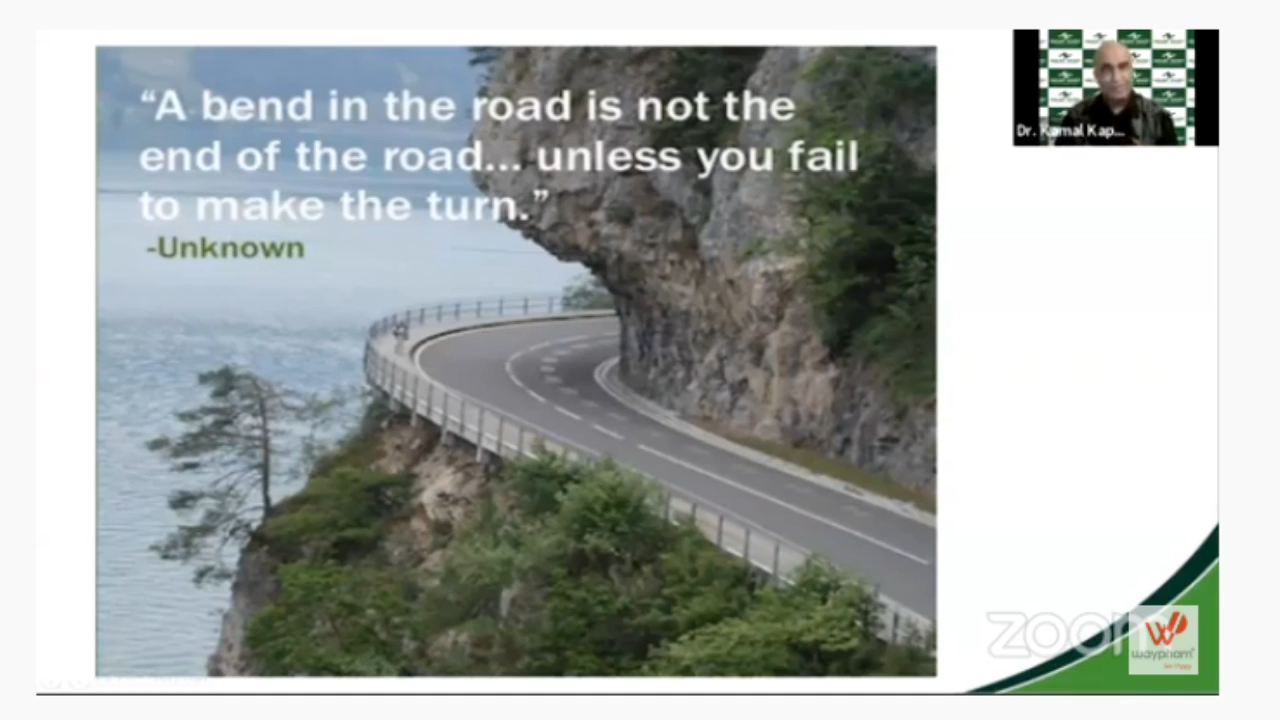 “A bend in the road is not the
end of the road... unless you fail
to make the turn.”
-Unknown
Dr. Kamal Kap...
zoom
waypham